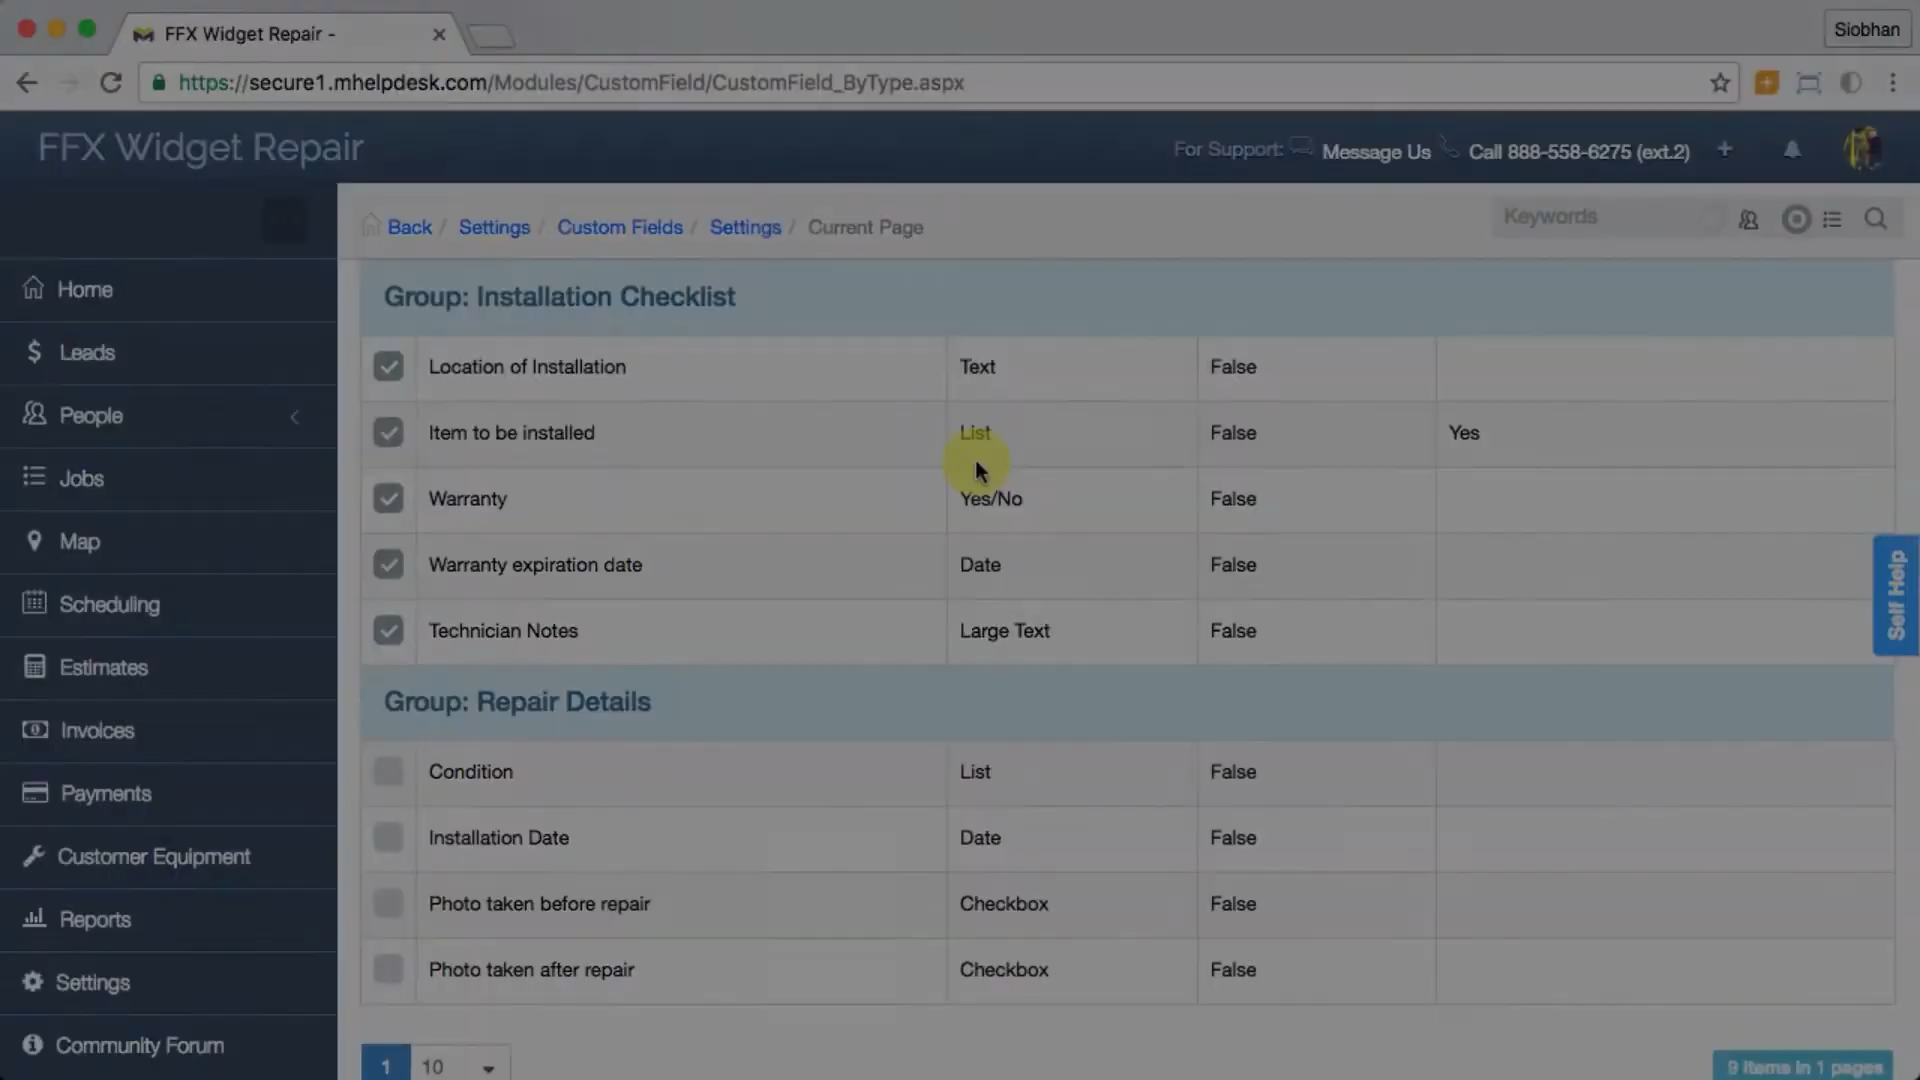 FFX Widget Repair -
Siobhan
https://secure1.mhelpdesk.com/Modules/CustomField/CustomField_ByType.aspx
FFX Widget Repair
For Support: Message Us Call 888-558-6275 (ext.2)
Back / Settings / Custom Fields / Settings / Current Page
Keywords
Home
Leads
People
Jobs
Map
Scheduling
Estimates
Invoices
Payments
Customer Equipment
Reports
Settings
Community Forum
Group: Installation Checklist
Location of Installation Text False
Item to be installed List False Yes
Warranty Yes/No False
Warranty expiration date Date False
Technician Notes Large Text False
Group: Repair Details
Condition List False
Installation Date Date False
Photo taken before repair Checkbox False
Photo taken after repair Checkbox False
1 10
9 items in 1 pages
Self Help